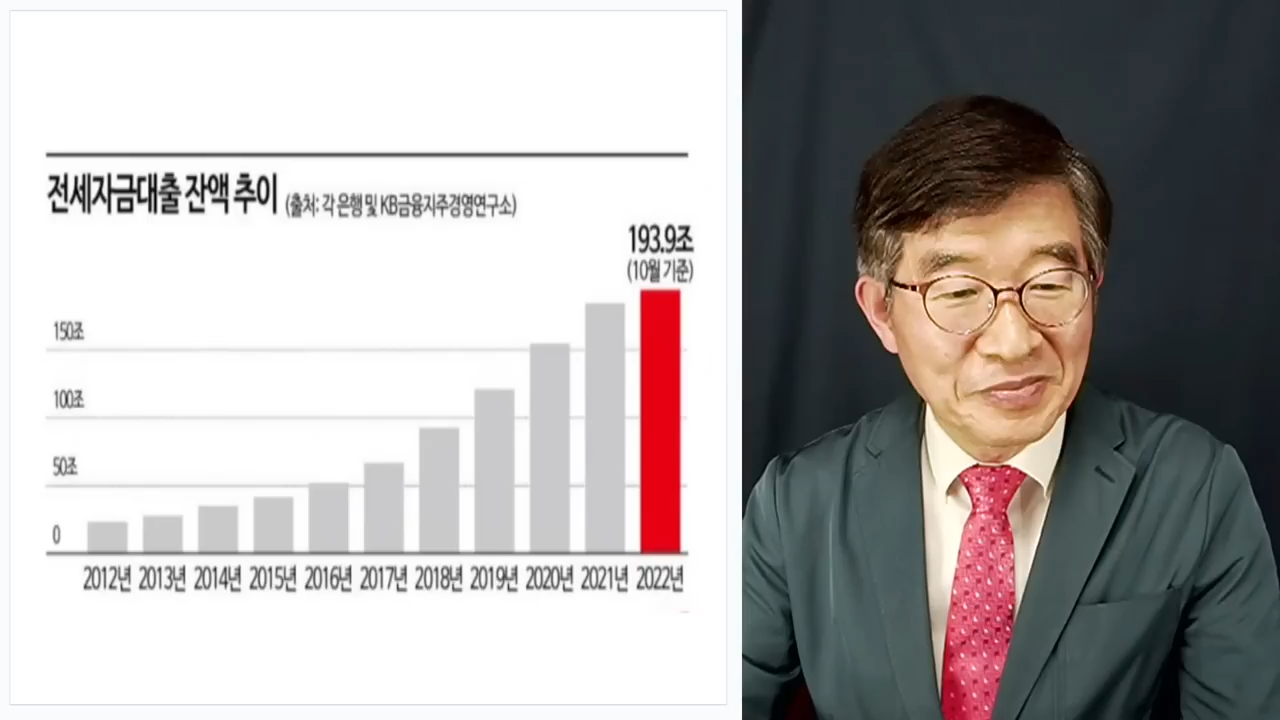 전세자금대출 잔액 추이 (출처: 각 은행 및 KB금융지주경영연구소)
193.9조
(10월 기준)
150조
100조
50조
0
2012년 2013년 2014년 2015년 2016년 2017년 2018년 2019년 2020년 2021년 2022년